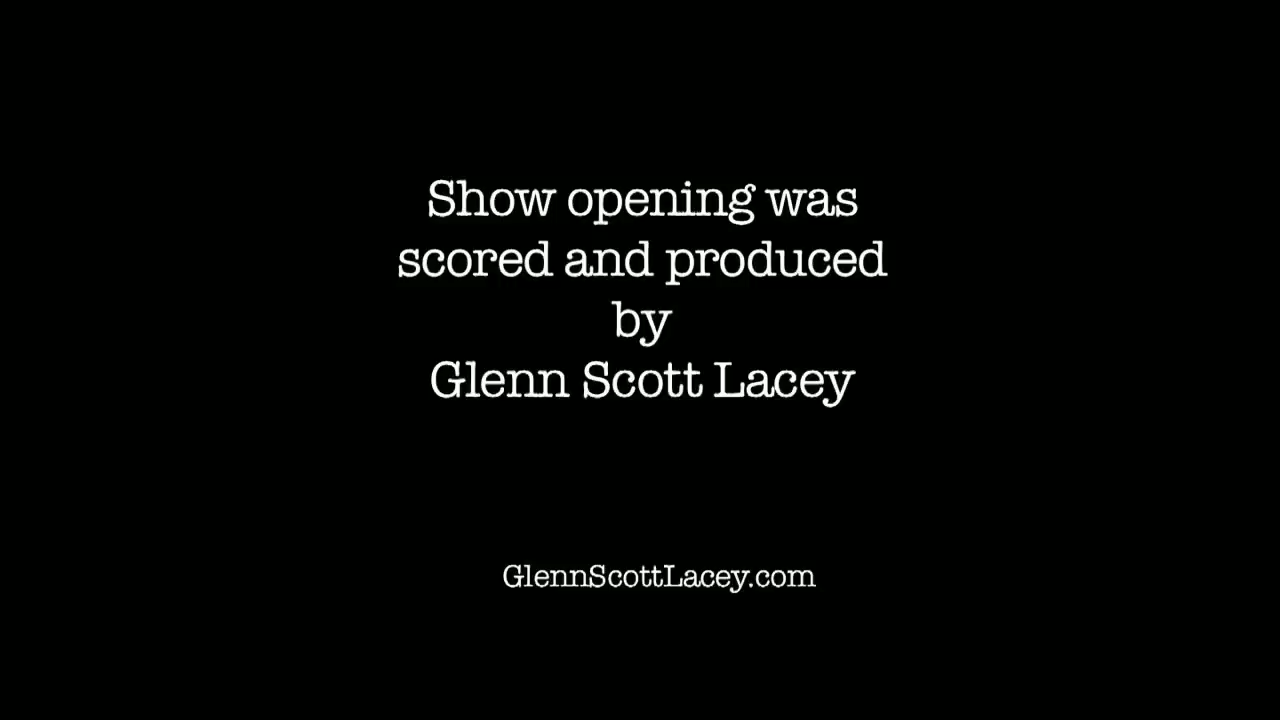 Show opening was
scored and produced
by
Glenn Scott Lacey
GlennScottLacey.com